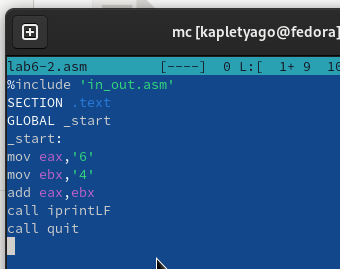 mc [kapletyago@fedora]
lab6-2.asm [----] 0 L:[ 1+ 9 10
%include 'in_out.asm'
SECTION .text
GLOBAL _start
_start:
mov eax,'6'
mov ebx,'4'
add eax,ebx
call iprintLF
call quit